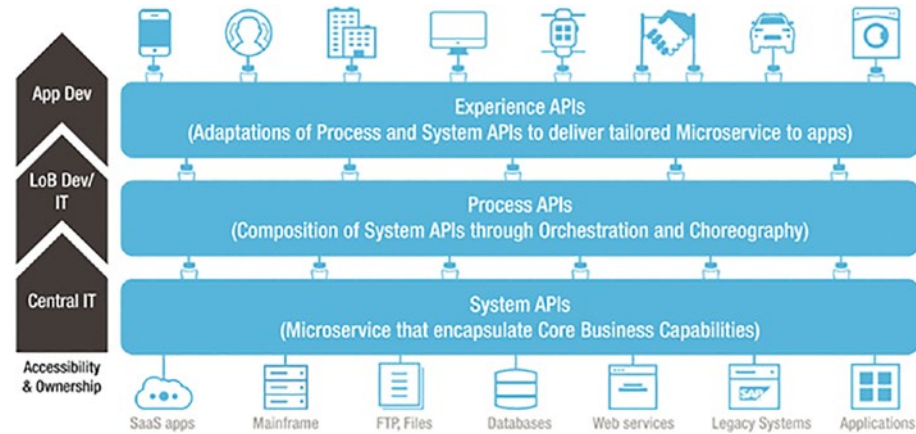 App Dev
Experience APIs
(Adaptations of Process and System APIs to deliver tailored Microservice to apps)
LoB Dev/
IT
Process APIs
(Composition of System APIs through Orchestration and Choreography)
Central IT
System APIs
(Microservice that encapsulate Core Business Capabilities)
Accessibility
& Ownership
SaaS apps
Mainframe
FTP, Files
Databases
Web services
SAP
Legacy Systems
Applications